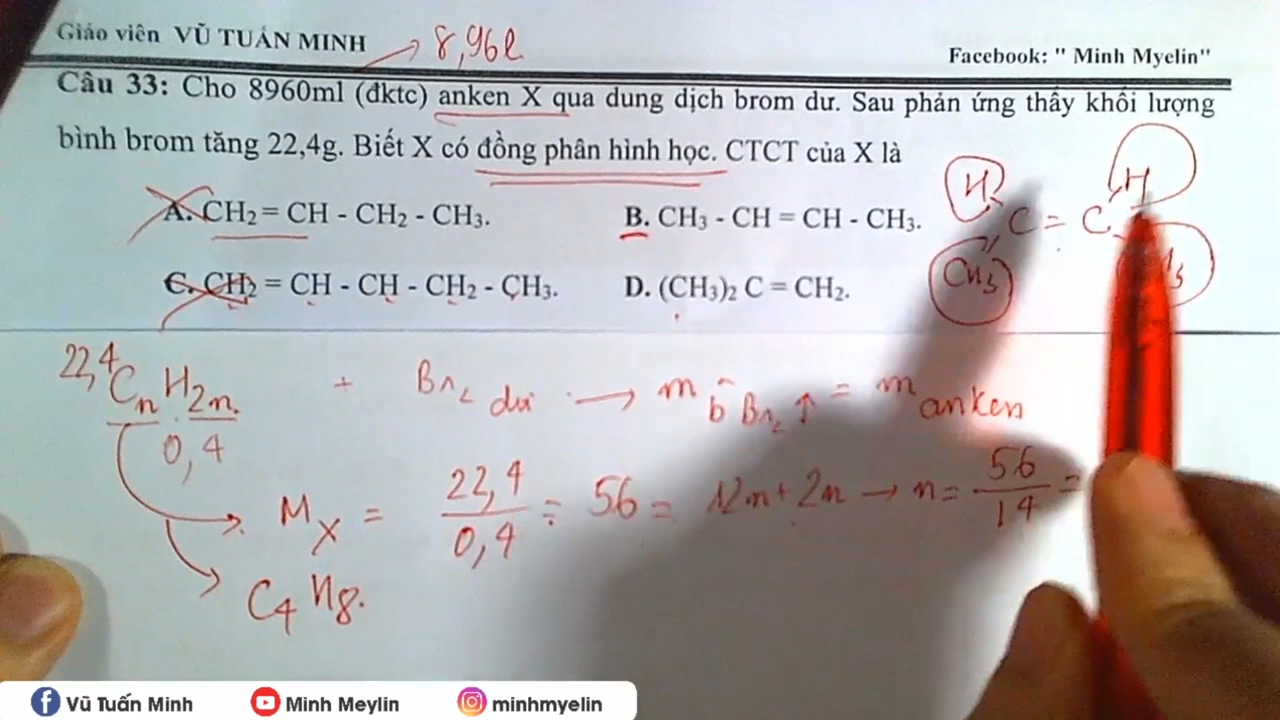 Giáo viên VŨ TUẤN MINH
→ 8,96l
Facebook: " Minh Myelin"
Câu 33: Cho 8960ml (đktc) anken X qua dung dịch brom dư. Sau phản ứng thấy khối lượng
bình brom tăng 22,4g. Biết X có đồng phân hình học. CTCT của X là
A. CH₂ = CH - CH₂ - CH₃.
B. CH₃ - CH = CH - CH₃.
C. CH₂ = CH - CH - CH₂ - CH₃.
D. (CH₃)₂ C = CH₂.
H H
C = C
CH₃
22,4
CₙH₂ₙ + Br₂ dư → m b̂ Br₂ ↑ = m anken
0,4
Mₓ = 22,4/0,4 = 56 = 12n + 2n → n = 56/14 =
C₄H₈.
Vũ Tuấn Minh
Minh Meylin
minhmyelin